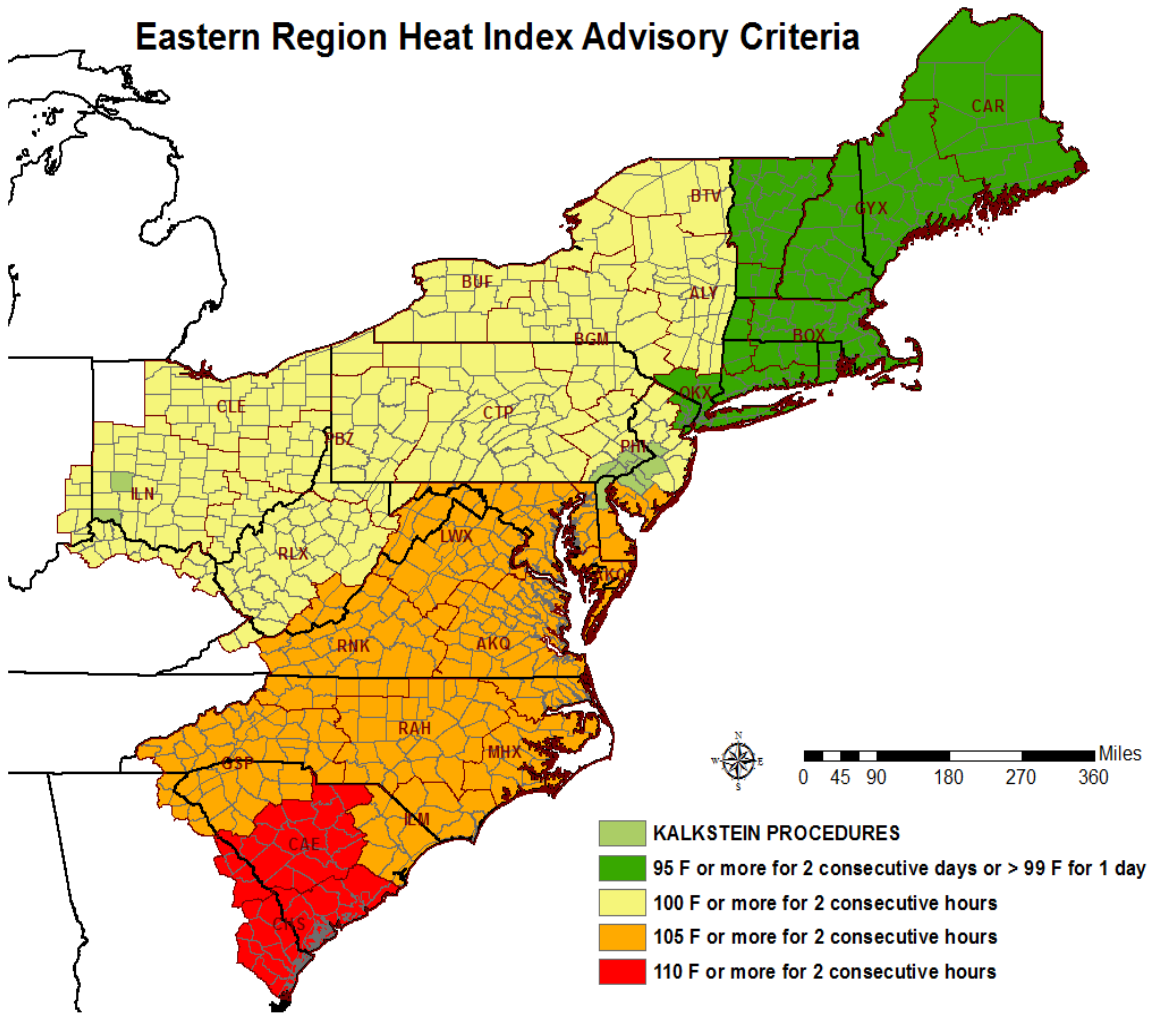 Eastern Region Heat Index Advisory Criteria
CAR
BTV
GYX
BUF
ALY
BGM
BOX
OKX
CLE
CTP
PBZ
PHI
ILN
RLX
LWX
AKQ
RNK
AKQ
RAH
MHX
GSP
ILM
CAE
CHS
N
W E
S
Miles
0 45 90 180 270 360
KALKSTEIN PROCEDURES
95 F or more for 2 consecutive days or > 99 F for 1 day
100 F or more for 2 consecutive hours
105 F or more for 2 consecutive hours
110 F or more for 2 consecutive hours